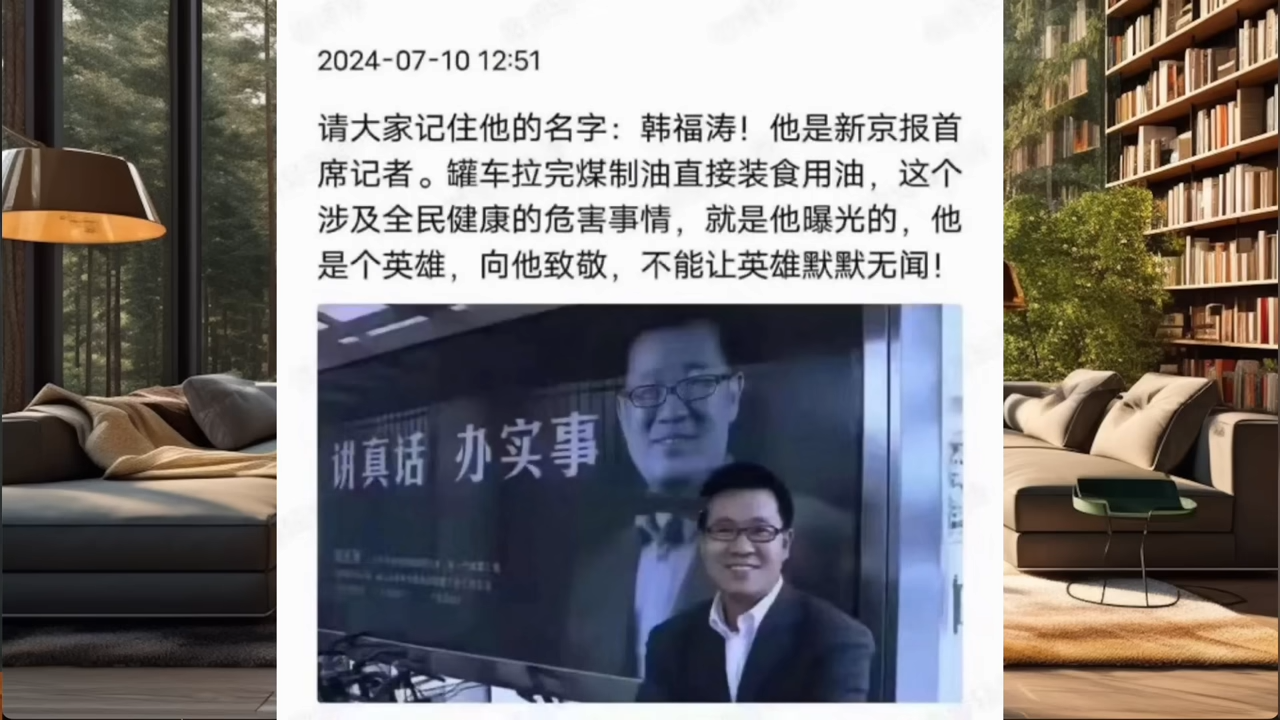 2024-07-10 12:51
请大家记住他的名字：韩福涛！他是新京报首
席记者。罐车拉完煤制油直接装食用油，这个
涉及全民健康的危害事情，就是他曝光的，他
是个英雄，向他致敬，不能让英雄默默无闻！
讲真话 办实事